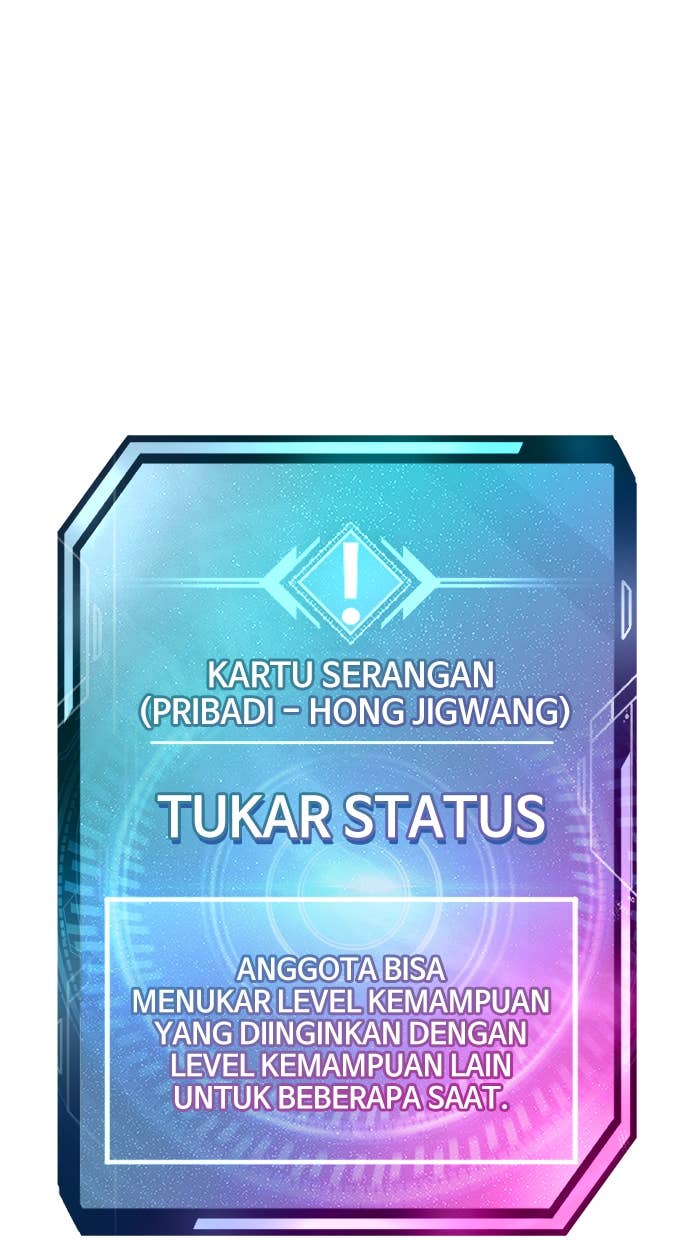 !
KARTU SERANGAN
(PRIBADI - HONG JIGWANG)
TUKAR STATUS
ANGGOTA BISA
MENUKAR LEVEL KEMAMPUAN
YANG DIINGINKAN DENGAN
LEVEL KEMAMPUAN LAIN
UNTUK BEBERAPA SAAT.